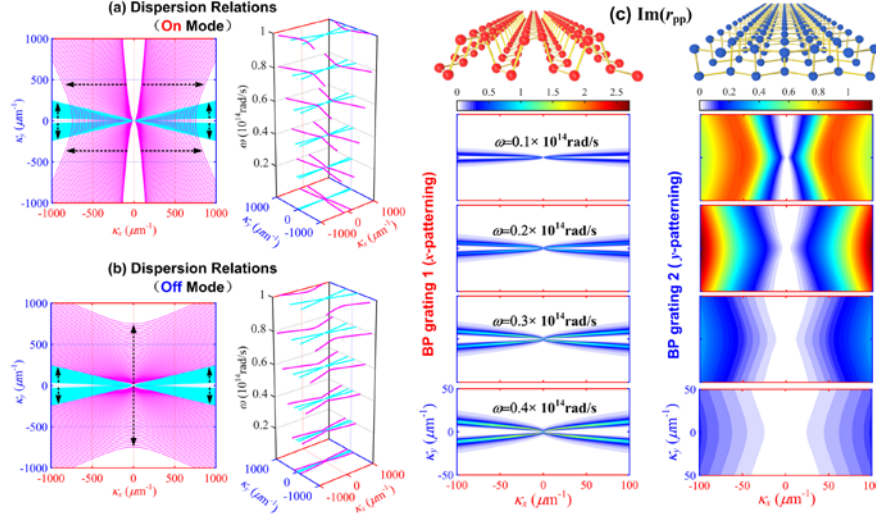 (a) Dispersion Relations
(On Mode)
1000
500
0
-500
-1000
κy (μm⁻¹)
-1000 -500 0 500 1000
κx (μm⁻¹)
1
0.8
0.6
0.4
0.2
ω (10¹⁴rad/s)
1000
0
-1000
κy (μm⁻¹)
-1000
0
1000
κx (μm⁻¹)
(b) Dispersion Relations
(Off Mode)
1000
500
0
-500
-1000
κy (μm⁻¹)
-1000 -500 0 500 1000
κx (μm⁻¹)
1
0.8
0.6
0.4
0.2
ω (10¹⁴rad/s)
1000
0
-1000
κy (μm⁻¹)
-1000
0
1000
κx (μm⁻¹)
(c) Im(rpp)
0 0.5 1 1.5 2 2.5
BP grating 1 (x-patterning)
ω=0.1× 10¹⁴rad/s
ω=0.2× 10¹⁴rad/s
ω=0.3× 10¹⁴rad/s
ω=0.4× 10¹⁴rad/s
50
0
-50
κy (μm⁻¹)
-100 -50 0 50 100
κx (μm⁻¹)
0 0.2 0.4 0.6 0.8 1
BP grating 2 (y-patterning)
50
0
-50
κy (μm⁻¹)
-100 -50 0 50 100
κx (μm⁻¹)